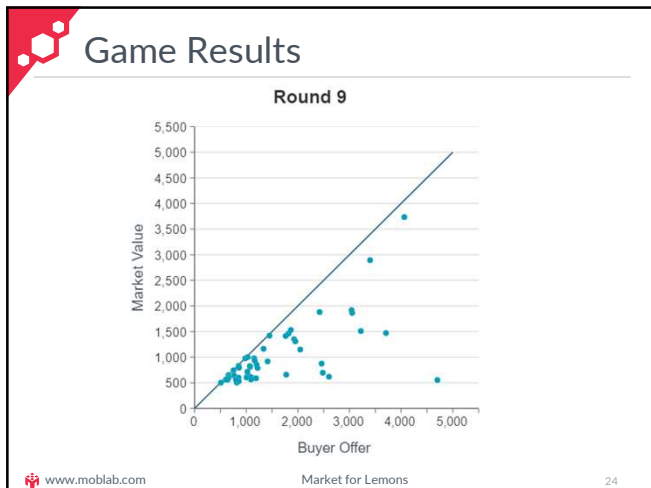 Game Results
Round 9
5,500
5,000
4,500
4,000
3,500
3,000
2,500
2,000
1,500
1,000
500
0
Market Value
0 1,000 2,000 3,000 4,000 5,000
Buyer Offer
www.moblab.com Market for Lemons 24